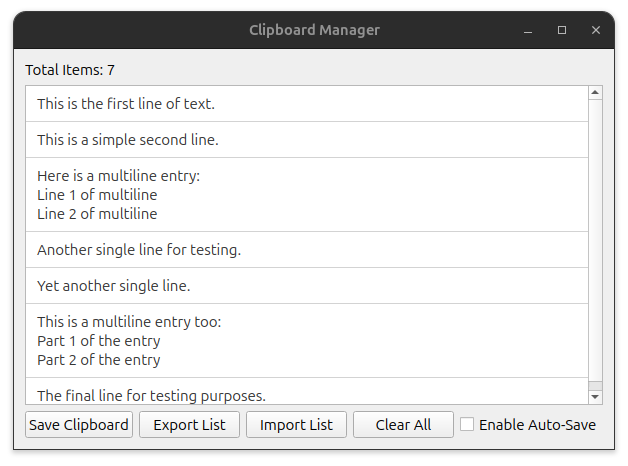 Clipboard Manager
Total Items: 7
This is the first line of text.
This is a simple second line.
Here is a multiline entry:
Line 1 of multiline
Line 2 of multiline
Another single line for testing.
Yet another single line.
This is a multiline entry too:
Part 1 of the entry
Part 2 of the entry
The final line for testing purposes.
Save Clipboard Export List Import List Clear All Enable Auto-Save